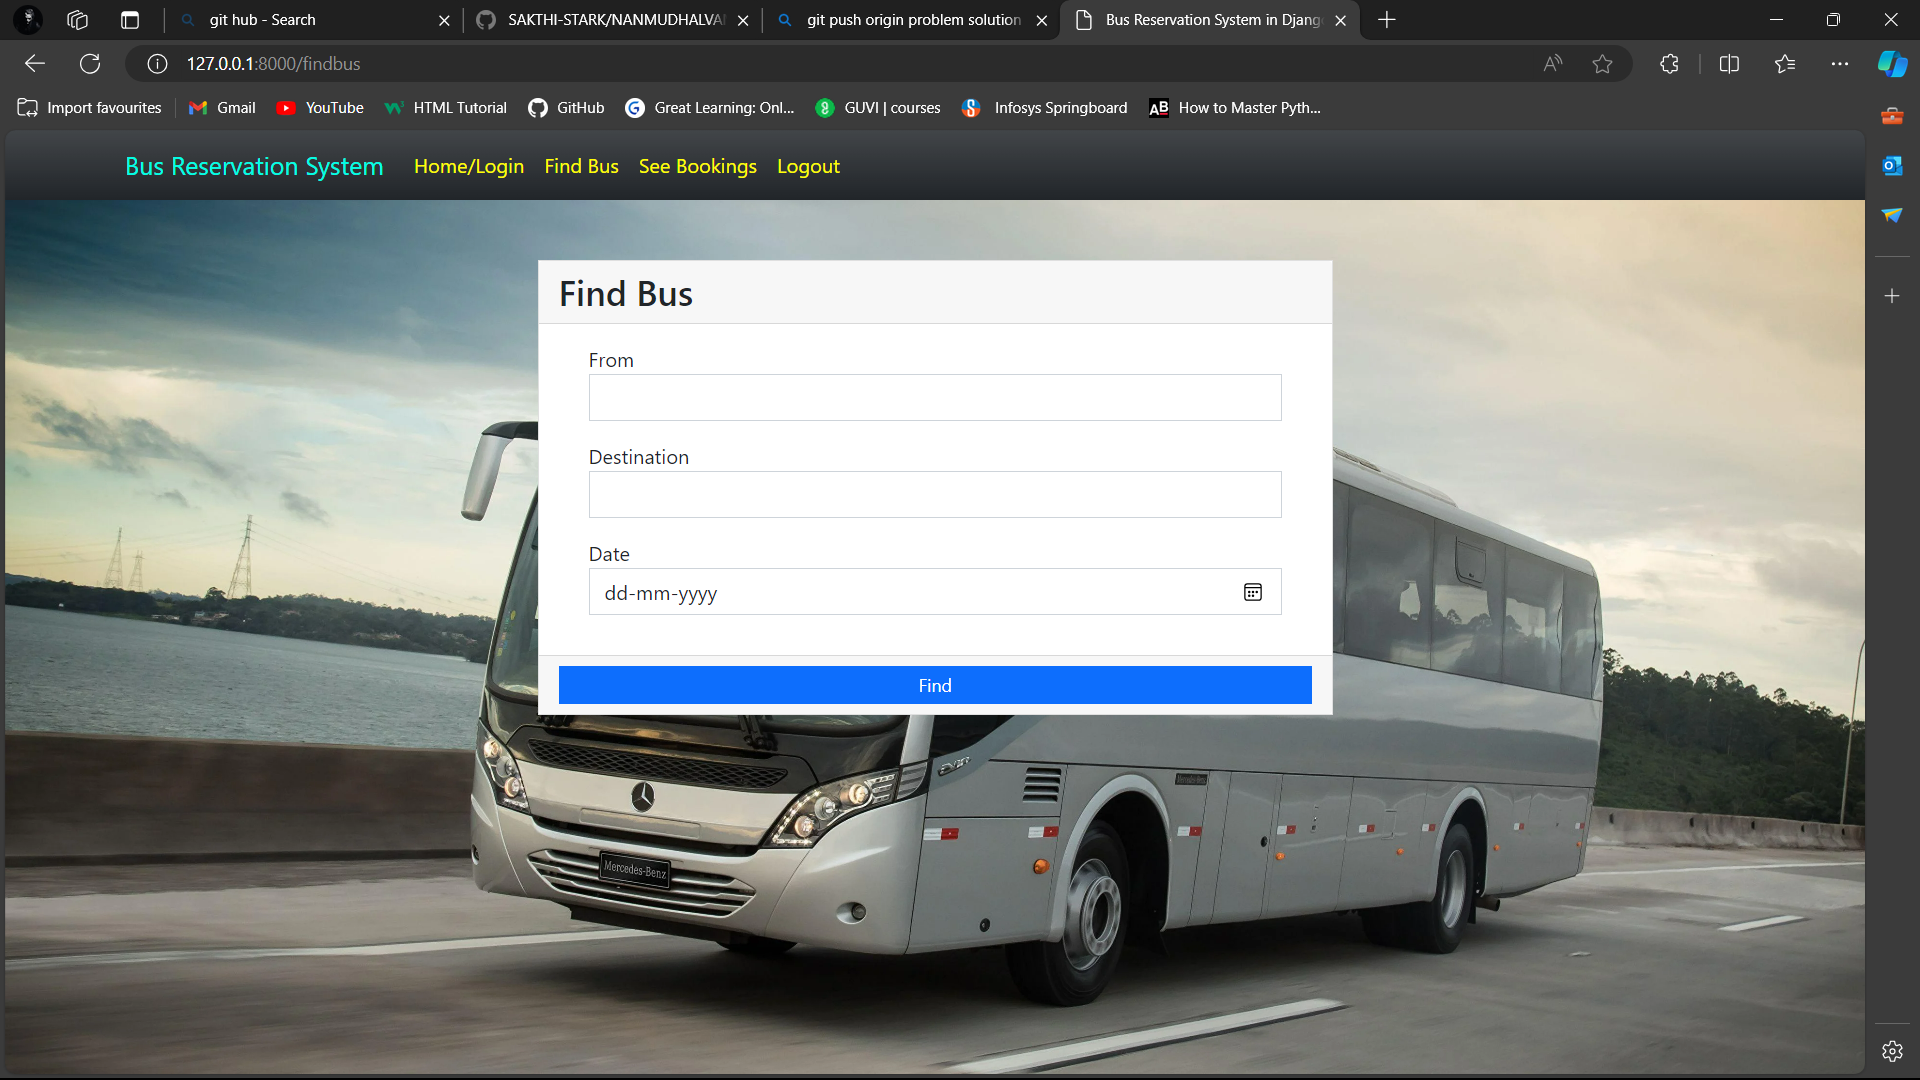 git hub - Search
SAKTHI-STARK/NANMUDHALVA
git push origin problem solution
Bus Reservation System in Djang
127.0.0.1:8000/findbus
Import favourites
Gmail
YouTube
HTML Tutorial
GitHub
Great Learning: Onl...
GUVI | courses
Infosys Springboard
AB How to Master Pyth...
Bus Reservation System
Home/Login
Find Bus
See Bookings
Logout
Find Bus
From
Destination
Date
dd-mm-yyyy
Find
Mercedes-Benz